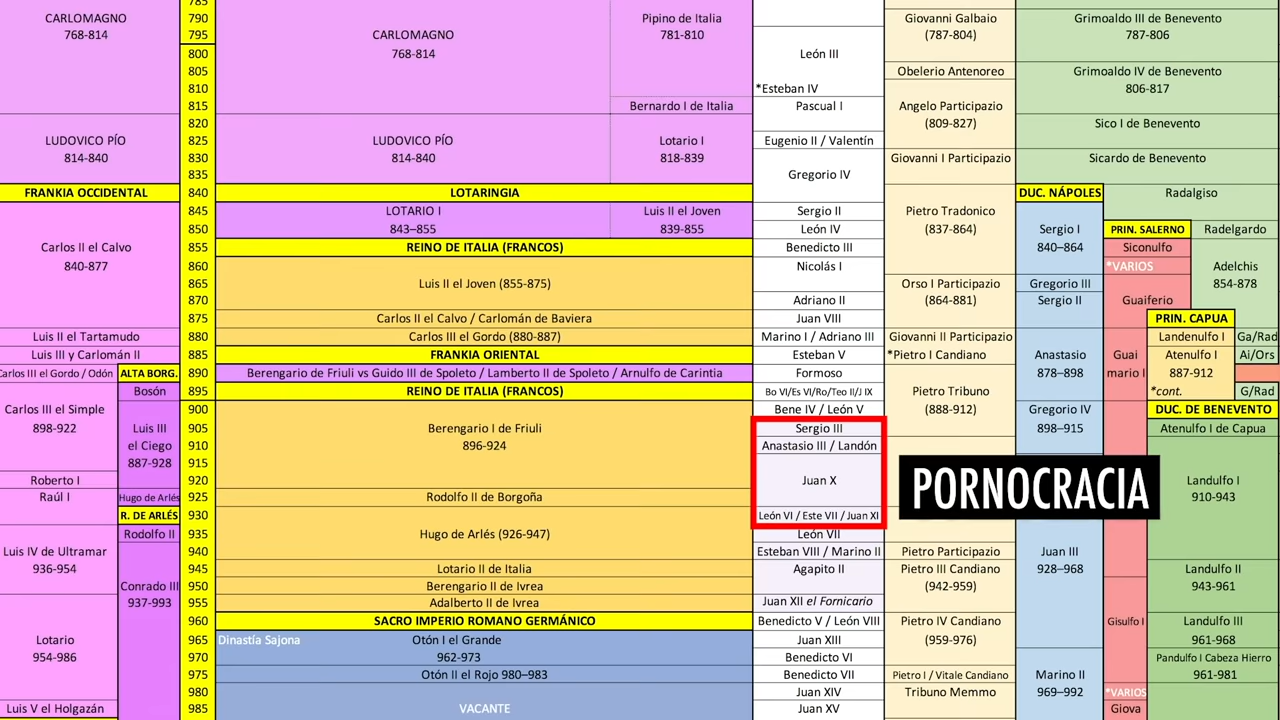 CARLOMAGNO
768-814
LUDOVICO PÍO
814-840
FRANKIA OCCIDENTAL
Carlos II el Calvo
840-877
Luis II el Tartamudo
Luis III y Carlomán II
Carlos III el Gordo / Odón
ALTA BORG.
Carlos III el Simple
898-922
Bosón
Luis III
el Ciego
887-928
Roberto I
Raúl I
Hugo de Arlés
R. DE ARLÉS
Rodolfo II
Luis IV de Ultramar
936-954
Conrado III
937-993
Lotario
954-986
Luis V el Holgazán
785
790
795
800
805
810
815
820
825
830
835
840
845
850
855
860
865
870
875
880
885
890
895
900
905
910
915
920
925
930
935
940
945
950
955
960
965
970
975
980
985
CARLOMAGNO
768-814
Pipino de Italia
781-810
Bernardo I de Italia
LUDOVICO PÍO
814-840
Lotario I
818-839
LOTARINGIA
LOTARIO I
843–855
Luis II el Joven
839-855
REINO DE ITALIA (FRANCOS)
Luis II el Joven (855-875)
Carlos II el Calvo / Carlomán de Baviera
Carlos III el Gordo (880-887)
FRANKIA ORIENTAL
Berengario de Friuli vs Guido III de Spoleto / Lamberto II de Spoleto / Arnulfo de Carintia
REINO DE ITALIA (FRANCOS)
Berengario I de Friuli
896-924
Rodolfo II de Borgoña
Hugo de Arlés (926-947)
Lotario II de Italia
Berengario II de Ivrea
Adalberto II de Ivrea
SACRO IMPERIO ROMANO GERMÁNICO
Dinastía Sajona
Otón I el Grande
962-973
Otón II el Rojo 980–983
VACANTE
León III
*Esteban IV
Pascual I
Eugenio II / Valentín
Gregorio IV
Sergio II
León IV
Benedicto III
Nicolás I
Adriano II
Juan VIII
Marino I / Adriano III
Esteban V
Formoso
Bo VI/Es VI/Ro/Teo II/J IX
Bene IV / León V
Sergio III
Anastasio III / Landón
Juan X
León VI / Este VII / Juan XI
León VII
Esteban VIII / Marino II
Agapito II
Juan XII el Fornicario
Benedicto V / León VIII
Juan XIII
Benedicto VI
Benedicto VII
Juan XIV
Juan XV
Giovanni Galbaio
(787-804)
Obelerio Antenoreo
Angelo Participazio
(809-827)
Giovanni I Participazio
Pietro Tradonico
(837-864)
Orso I Participazio
(864-881)
Giovanni II Participazio
*Pietro I Candiano
Pietro Tribuno
(888-912)
PORNOCRACIA
Pietro Participazio
Pietro III Candiano
(942-959)
Pietro IV Candiano
(959-976)
Pietro I / Vitale Candiano
Tribuno Memmo
Grimoaldo III de Benevento
787-806
Grimoaldo IV de Benevento
806-817
Sico I de Benevento
Sicardo de Benevento
DUC. NÁPOLES
Radalgiso
Sergio I
840–864
PRIN. SALERNO
Radelgardo
Siconulfo
*VARIOS
Adelchis
854-878
Gregorio III
Sergio II
Guaiferio
PRIN. CAPUA
Landenulfo I
Ga/Rad
Anastasio
878–898
Guai
mario I
Atenulfo I
887-912
Ai/Ors
*cont.
G/Rad
Gregorio IV
898–915
DUC. DE BENEVENTO
Atenulfo I de Capua
Landulfo I
910-943
Juan III
928–968
Landulfo II
943-961
Gisulfo I
Landulfo III
961-968
Pandulfo I Cabeza Hierro
961-981
Marino II
969–992
*VARIOS
Giova